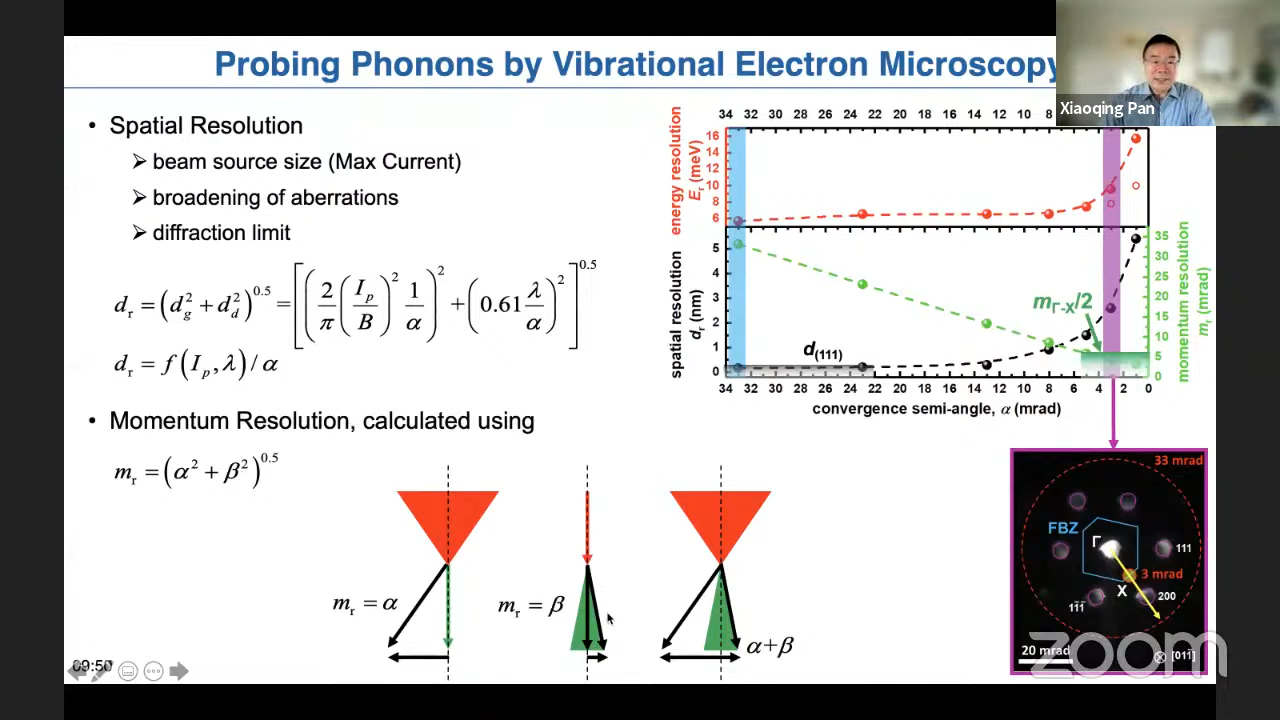 Probing Phonons by Vibrational Electron Microscopy
Xiaoqing Pan
• Spatial Resolution
➢ beam source size (Max Current)
➢ broadening of aberrations
➢ diffraction limit
d_r = (d_g^2 + d_d^2)^0.5 = [(2/π (I_p/B)^2 1/α)^2 + (0.61 λ/α)^2]^0.5
d_r = f(I_p, λ) / α
• Momentum Resolution, calculated using
m_r = (α^2 + β^2)^0.5
m_r = α
m_r = β
α+β
34 32 30 28 26 24 22 20 18 16 14 12 10 8
energy resolution
E_r (meV)
16
14
12
10
8
6
spatial resolution
d_r (nm)
5
4
3
2
1
0
d(111)
m_Γ-X/2
35
30
25
20
15
10
5
0
momentum resolution
m_r (mrad)
34 32 30 28 26 24 22 20 18 16 14 12 10 8 6 4 2 0
convergence semi-angle, α (mrad)
33 mrad
FBZ
Γ
111
3 mrad
X
200
11̄1̄
20 mrad
[011̄]
zoom
09:50